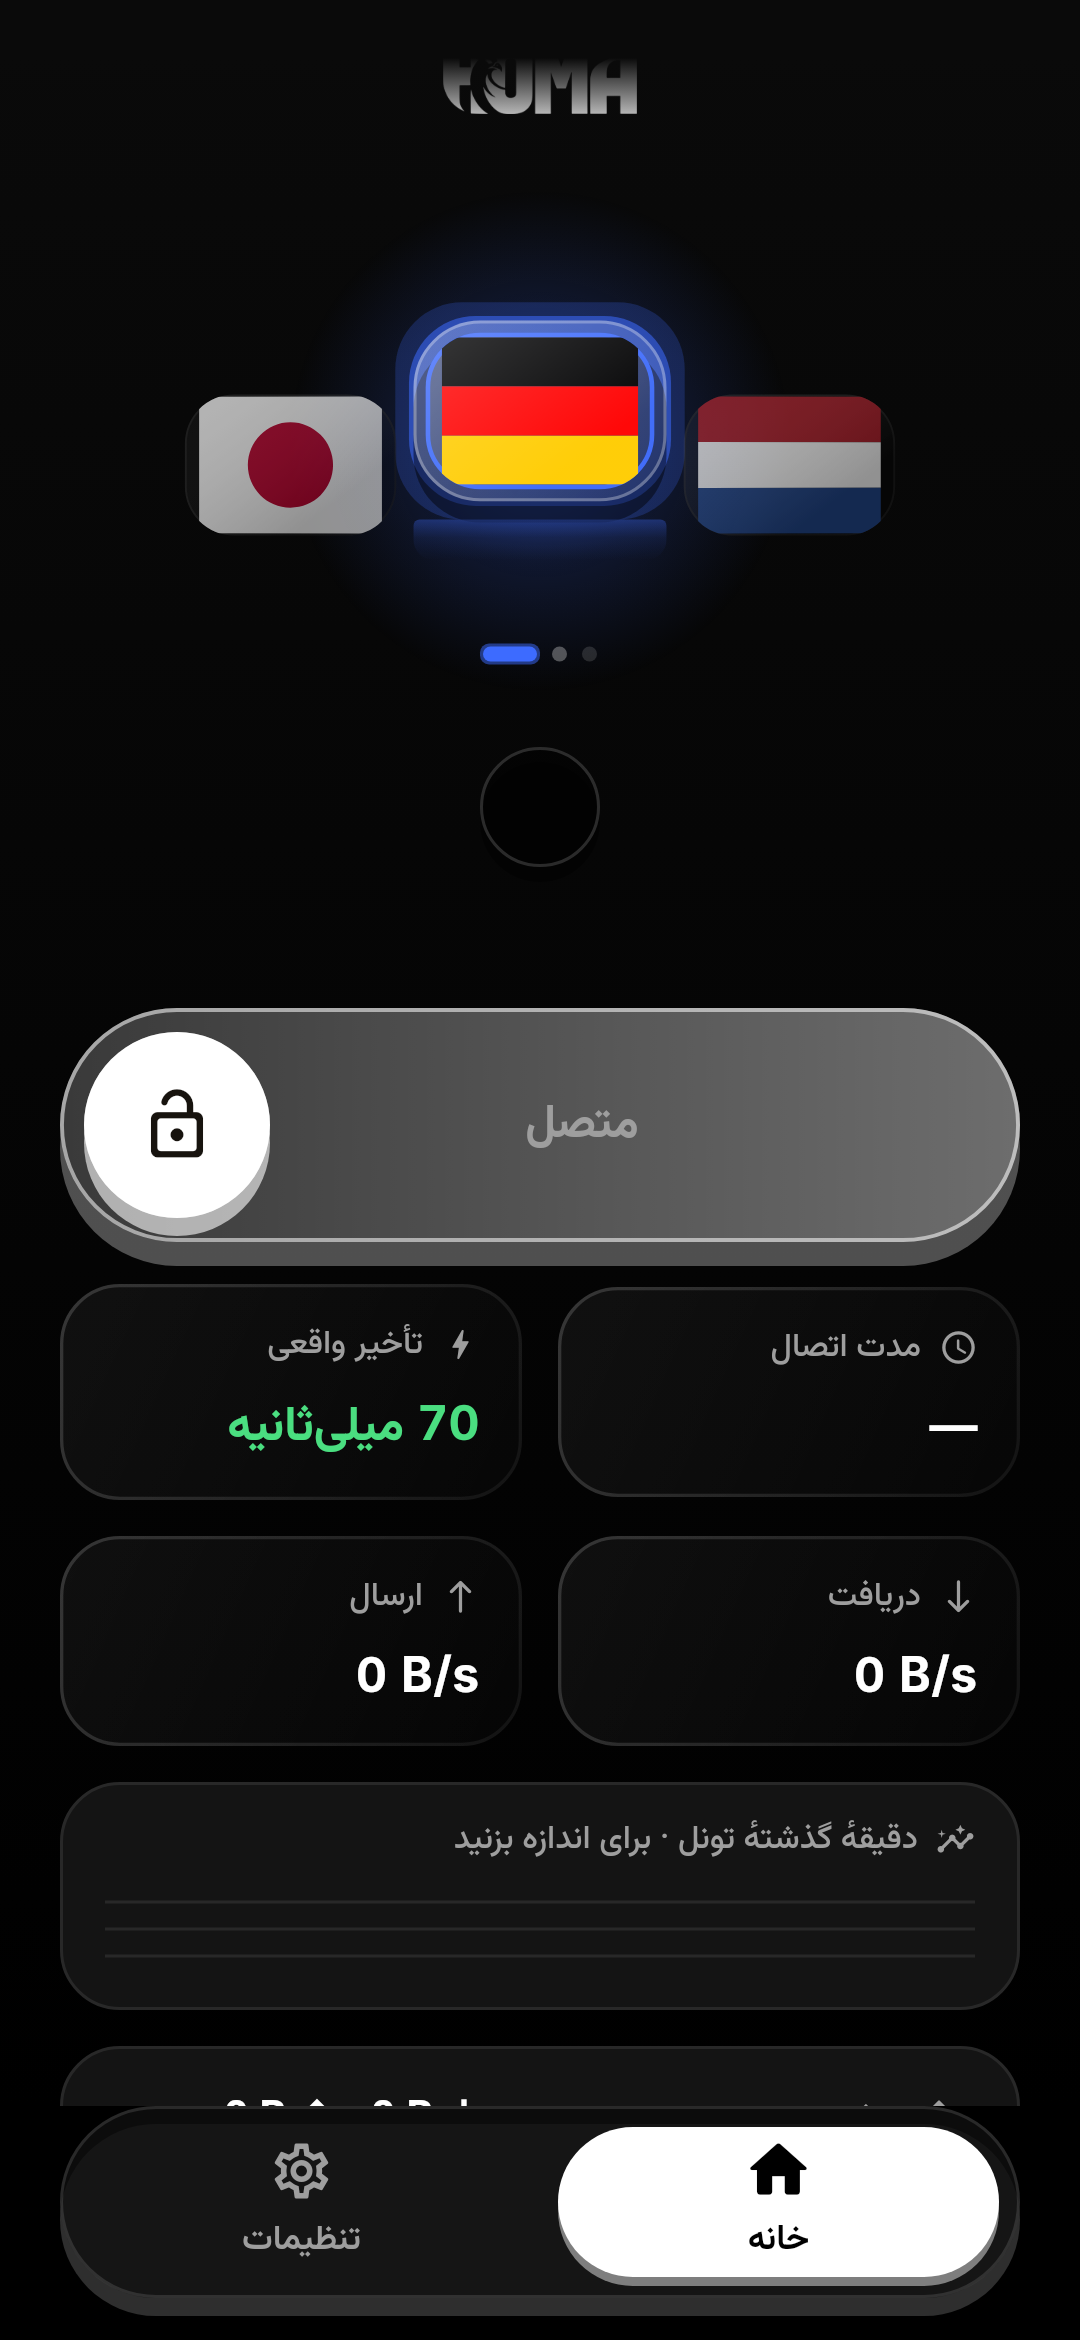 HUMA
متصل
مدت اتصال
—
تأخیر واقعی
70 میلی‌ثانیه
دریافت
0 B/s
ارسال
0 B/s
دقیقهٔ گذشتهٔ تونل · برای اندازه بزنید
خانه
تنظیمات